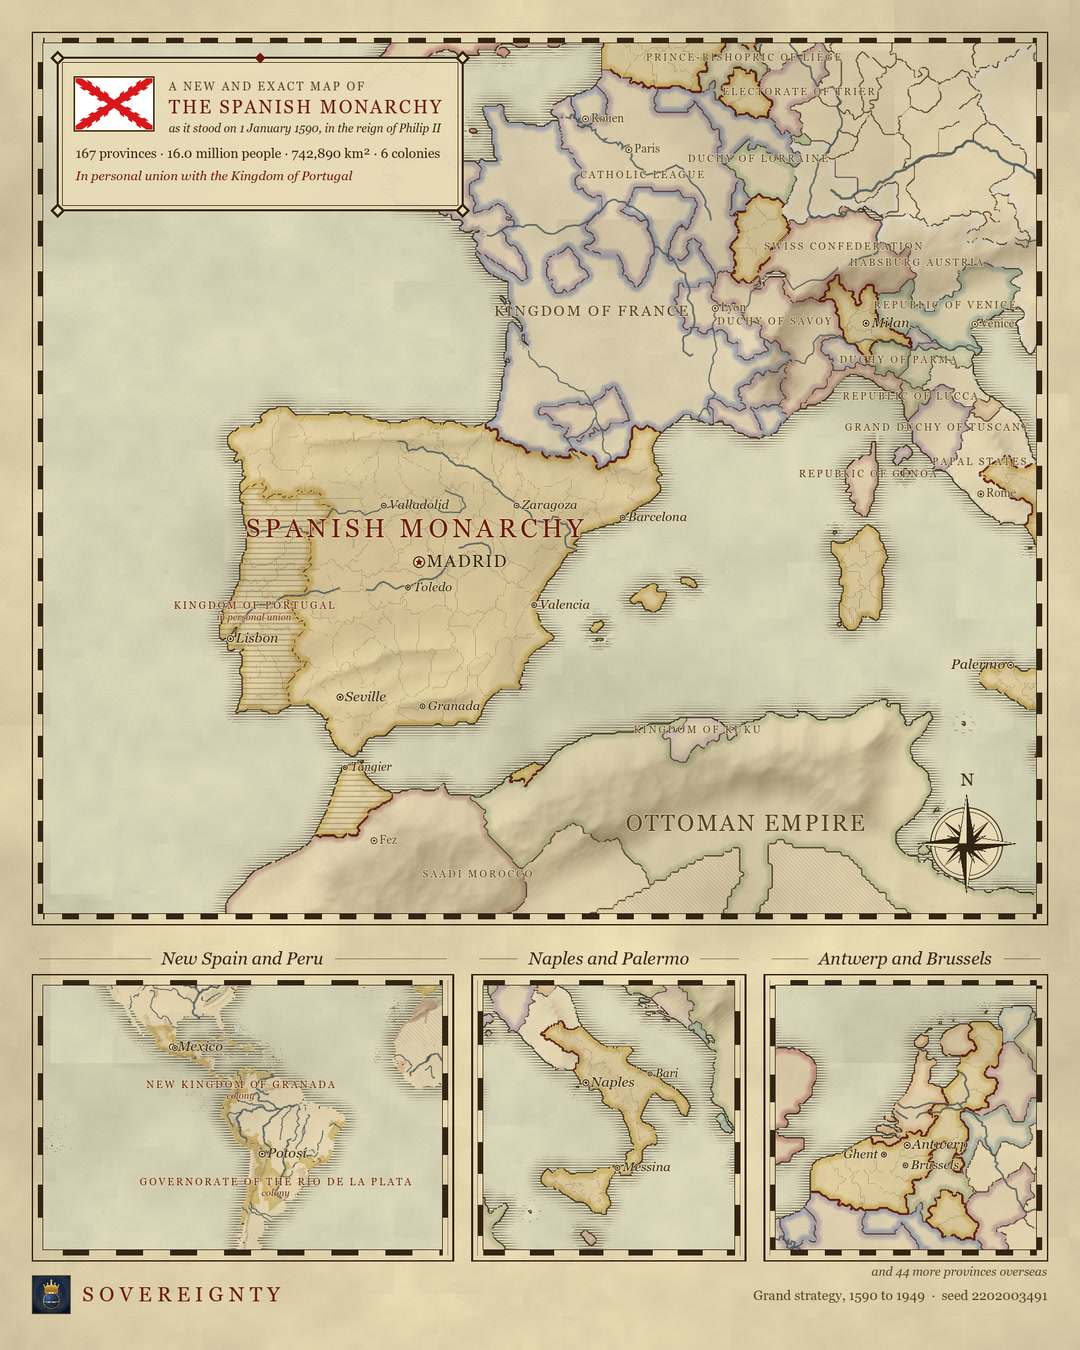 A NEW AND EXACT MAP OF
THE SPANISH MONARCHY
as it stood on 1 January 1590, in the reign of Philip II
167 provinces · 16.0 million people · 742,890 km² · 6 colonies
In personal union with the Kingdom of Portugal
PRINCE-BISHOPRIC OF LIEGE
ELECTORATE OF TRIER
Rouen
Paris
DUCHY OF LORRAINE
CATHOLIC LEAGUE
SWISS CONFEDERATION
HABSBURG AUSTRIA
REPUBLIC OF VENICE
KINGDOM OF FRANCE
Lyon
DUCHY OF SAVOY
Milan
Venice
DUCHY OF PARMA
REPUBLIC OF LUCCA
GRAND DUCHY OF TUSCANY
PAPAL STATES
REPUBLIC OF GENOA
Rome
Valladolid
Zaragoza
Barcelona
SPANISH MONARCHY
MADRID
Toledo
KINGDOM OF PORTUGAL
in personal union
Valencia
Lisbon
Palermo
Seville
Granada
KINGDOM OF KUKU
Tangier
N
OTTOMAN EMPIRE
Fez
SAADI MOROCCO
New Spain and Peru
Naples and Palermo
Antwerp and Brussels
Mexico
NEW KINGDOM OF GRANADA
colony
Potosí
GOVERNORATE OF THE RÍO DE LA PLATA
colony
Naples
Bari
Messina
Antwerp
Ghent
Brussels
and 44 more provinces overseas
SOVEREIGNTY
Grand strategy, 1590 to 1949 · seed 2202003491